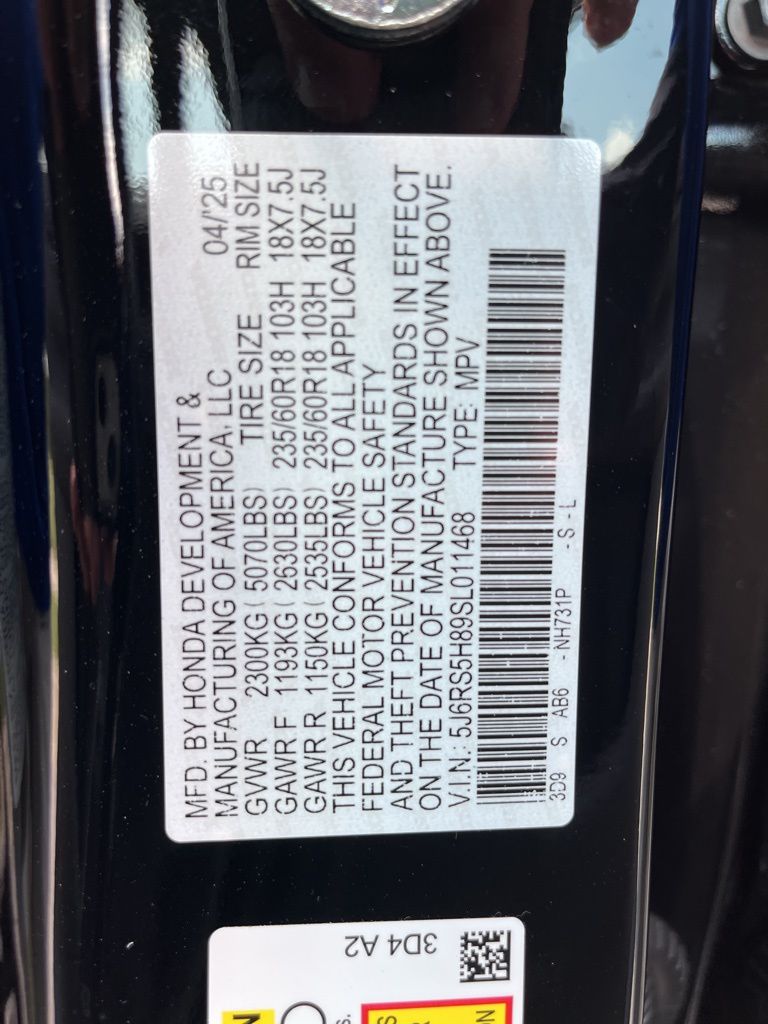 MFD. BY HONDA DEVELOPMENT &
MANUFACTURING OF AMERICA, LLC 04/'25
GVWR 2300KG ( 5070LBS) TIRE SIZE RIM SIZE
GAWR F 1193KG ( 2630LBS) 235/60R18 103H 18X7.5J
GAWR R 1150KG ( 2535LBS) 235/60R18 103H 18X7.5J
THIS VEHICLE CONFORMS TO ALL APPLICABLE
FEDERAL MOTOR VEHICLE SAFETY
AND THEFT PREVENTION STANDARDS IN EFFECT
ON THE DATE OF MANUFACTURE SHOWN ABOVE.
V.I.N.: 5J6RS5H89SL011468 TYPE: MPV
3D9 S AB6 - NH731P - S - L
3D4 A2